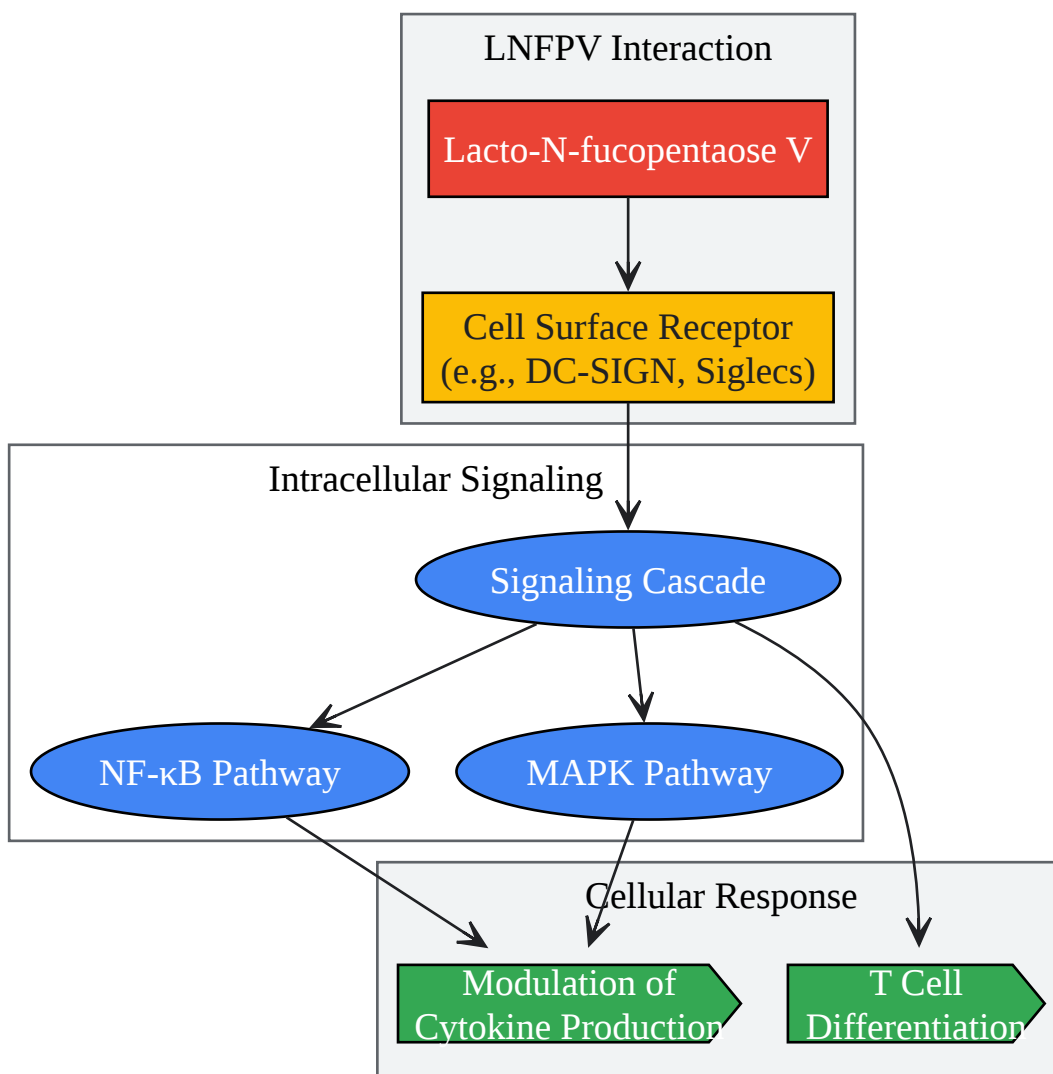 LNFPV Interaction
Lacto-N-fucopentaose V
Cell Surface Receptor
(e.g., DC-SIGN, Siglecs)
Intracellular Signaling
Signaling Cascade
NF-κB Pathway
MAPK Pathway
Cellular Response
Modulation of
Cytokine Production
T Cell
Differentiation